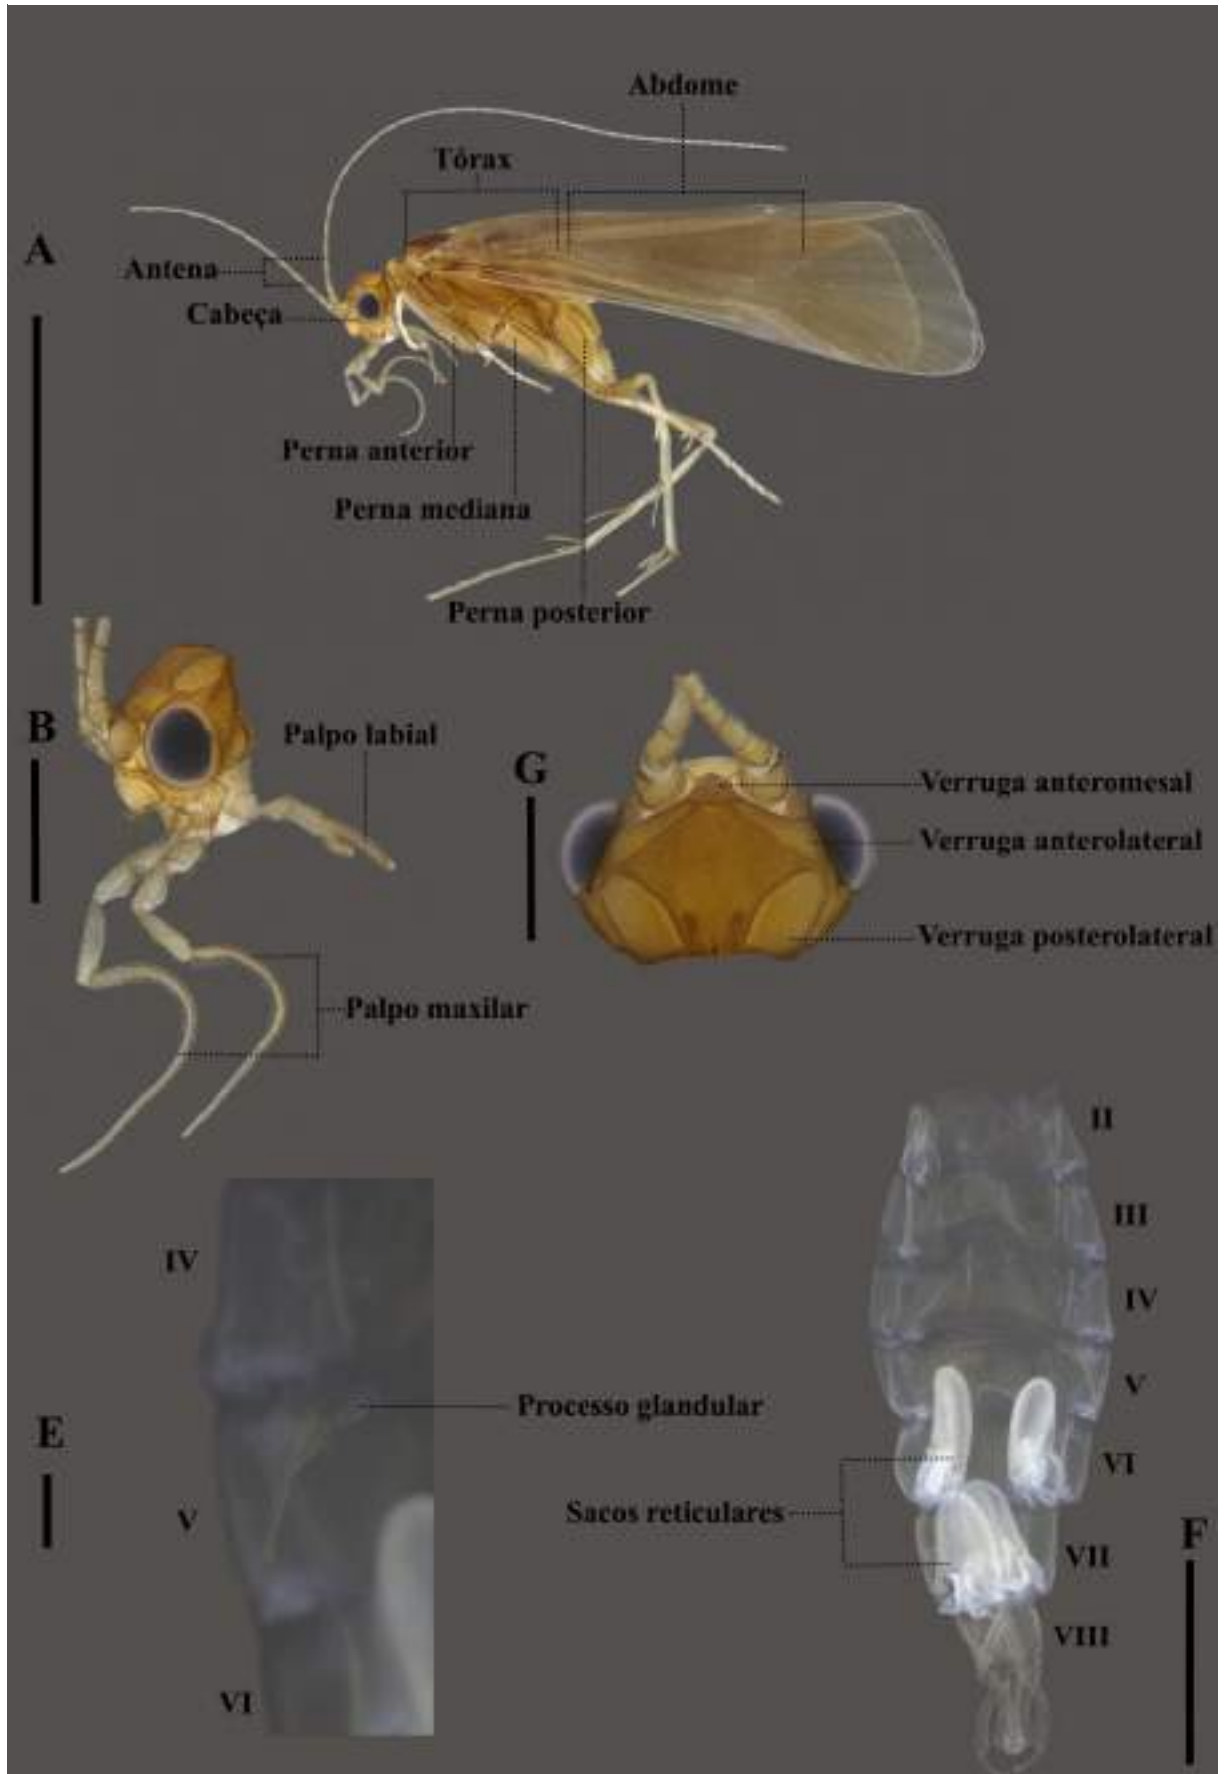 Abdome
Tórax
A
Antena
Cabeça
Perna anterior
Perna mediana
Perna posterior
B
Palpo labial
G
Verruga anteromesal
Verruga anterolateral
Verruga posterolateral
Palpo maxilar
II
III
IV
IV
V
Processo glandular
E
VI
V
Sacos reticulares
F
VII
VIII
VI